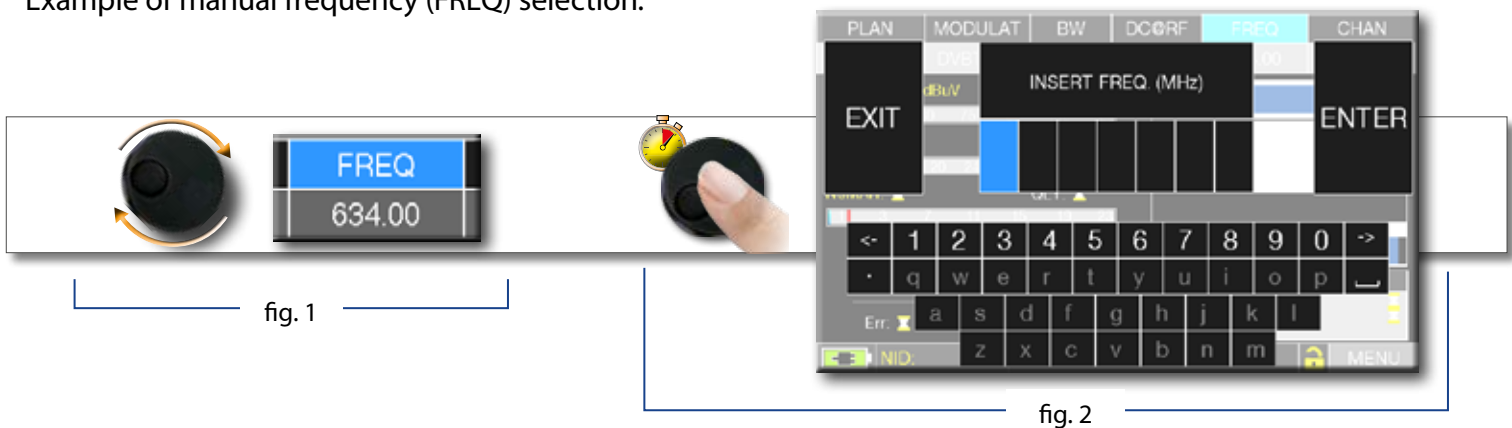 Example of manual frequency (FREQ) selection.
PLAN MODULAT BW DC@RF FREQ CHAN
INSERT FREQ. (MHz)
EXIT
ENTER
FREQ
634.00
dBuV
<- 1 2 3 4 5 6 7 8 9 0 ->
. q w e r t y u i o p
a s d f g h j k l
Err:
z x c v b n m
NID:
MENU
fig. 1
fig. 2